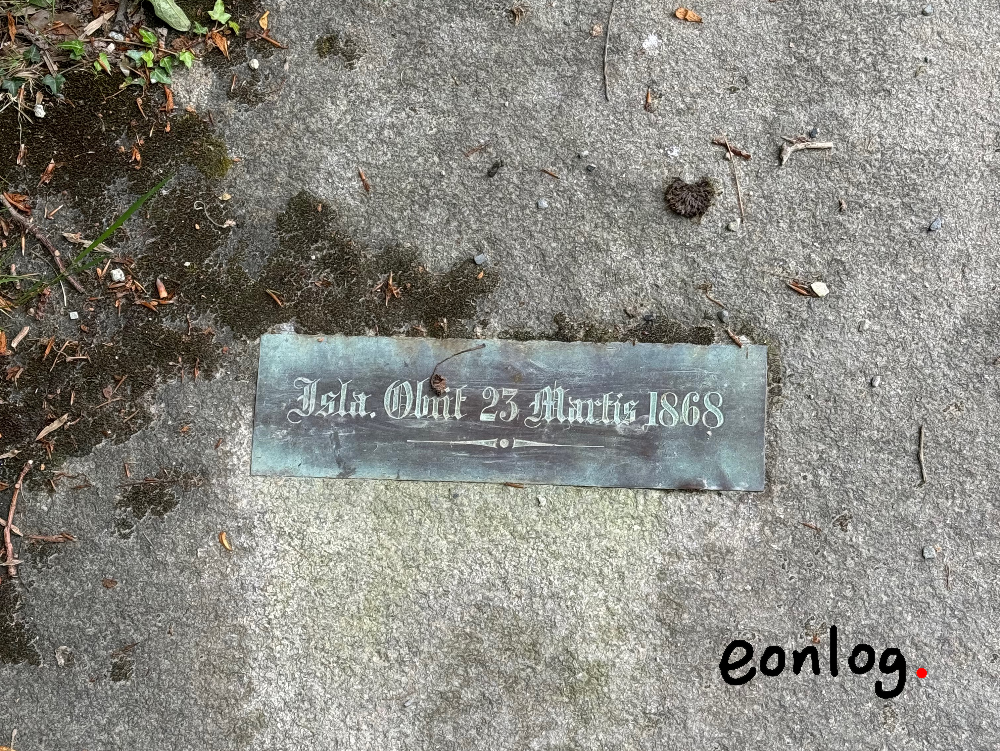 Isla. Obiit 23 Martis 1868
eonlog.